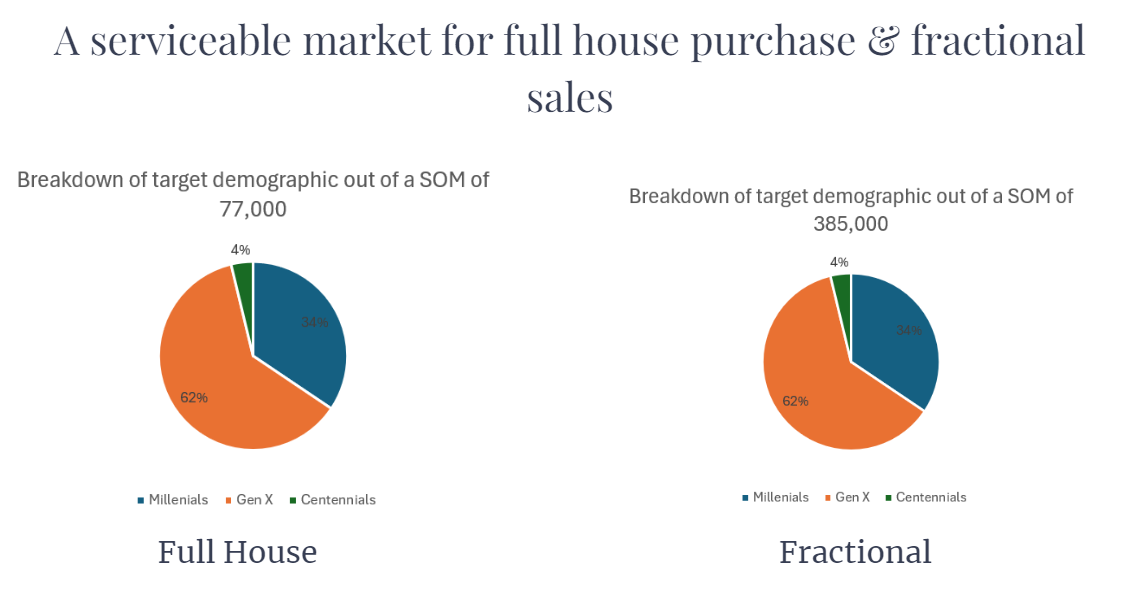 A serviceable market for full house purchase & fractional
sales
Breakdown of target demographic out of a SOM of
77,000
4%
34%
62%
Millenials Gen X Centennials
Full House
Breakdown of target demographic out of a SOM of
385,000
4%
34%
62%
Millenials Gen X Centennials
Fractional